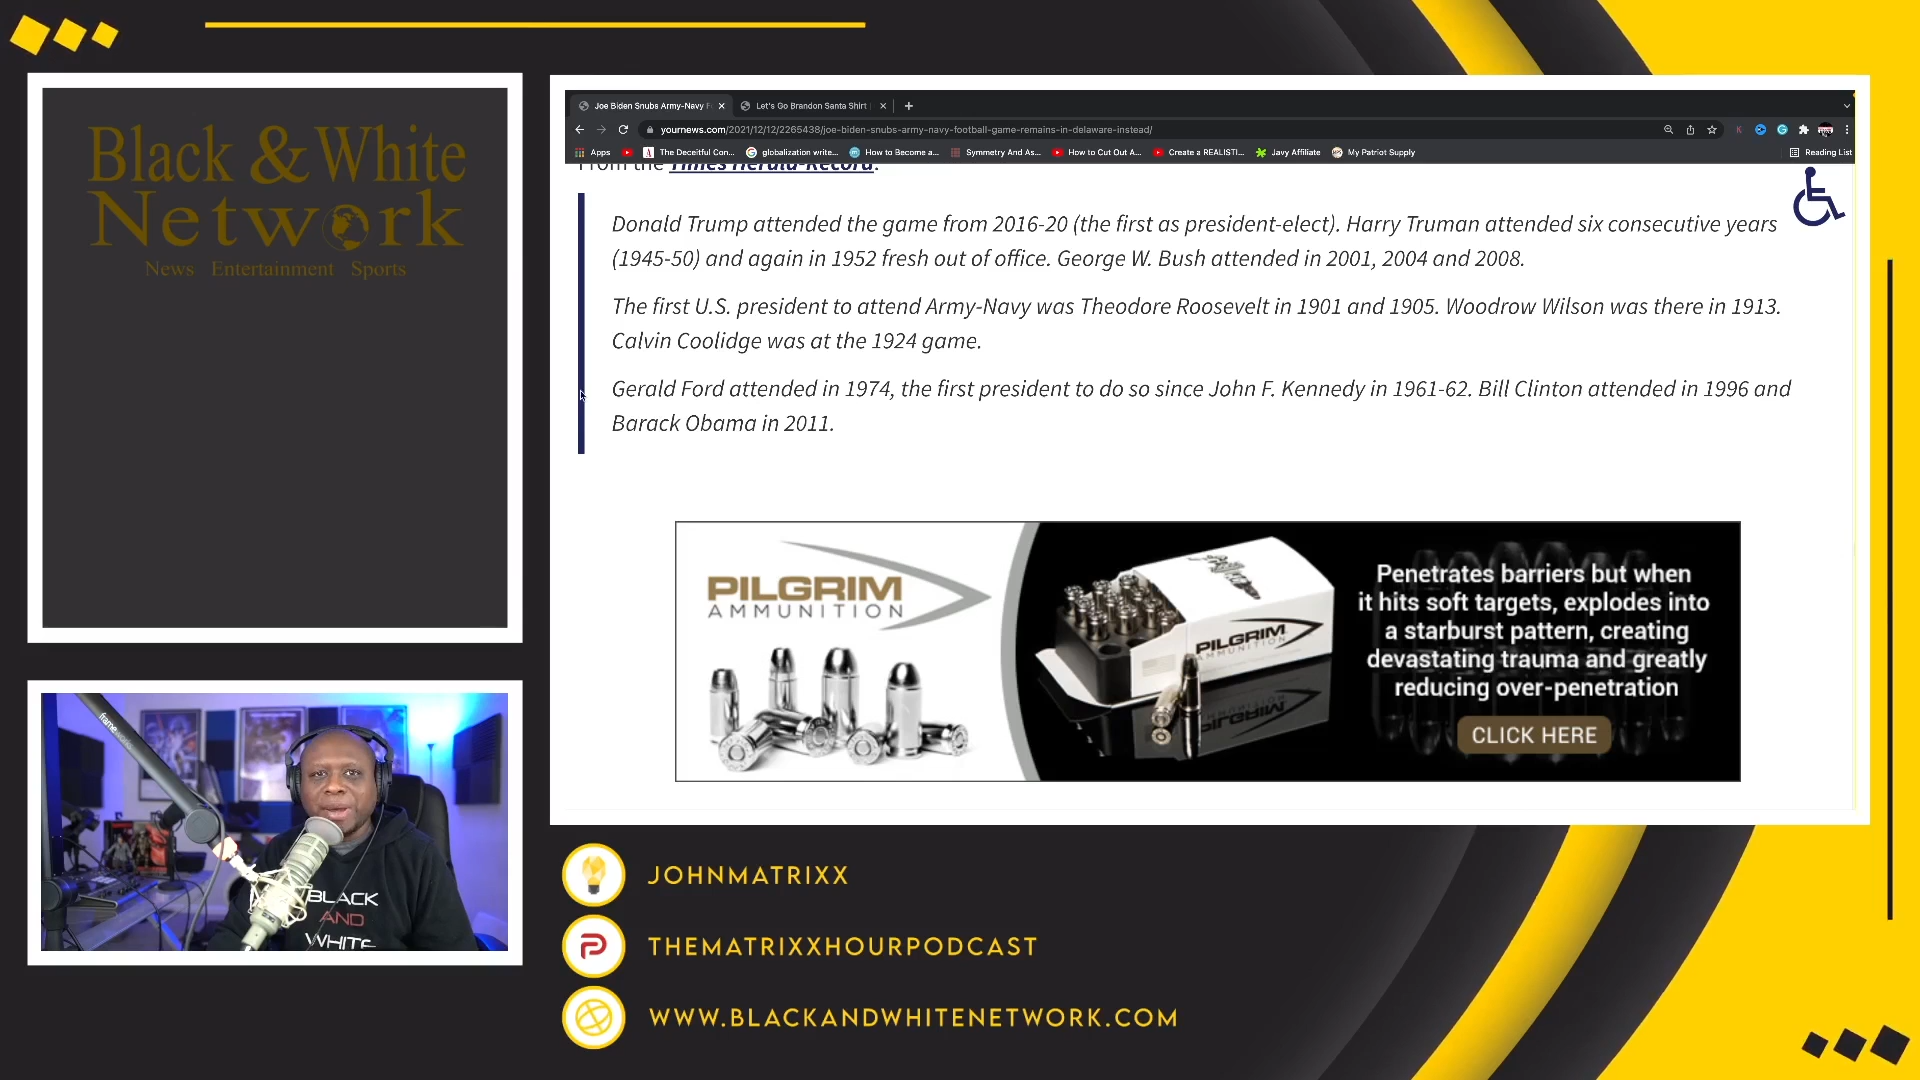 Black & White
Network
News Entertainment Sports
frameworks
BLACK
AND
WHITE
Joe Biden Snubs Army-Navy F
Let's Go Brandon Santa Shirt
yournews.com/2021/12/12/2265438/joe-biden-snubs-army-navy-football-game-remains-in-delaware-instead/
Apps
The Deceitful Con...
globalization write...
How to Become a...
Symmetry And As...
How to Cut Out A...
Create a REALISTI...
Javy Affiliate
My Patriot Supply
Reading List
From the Times Herald-Record:
Donald Trump attended the game from 2016-20 (the first as president-elect). Harry Truman attended six consecutive years
(1945-50) and again in 1952 fresh out of office. George W. Bush attended in 2001, 2004 and 2008.
The first U.S. president to attend Army-Navy was Theodore Roosevelt in 1901 and 1905. Woodrow Wilson was there in 1913.
Calvin Coolidge was at the 1924 game.
Gerald Ford attended in 1974, the first president to do so since John F. Kennedy in 1961-62. Bill Clinton attended in 1996 and
Barack Obama in 2011.
PILGRIM
AMMUNITION
PILGRIM
AMMUNITION
Penetrates barriers but when
it hits soft targets, explodes into
a starburst pattern, creating
devastating trauma and greatly
reducing over-penetration
CLICK HERE
JOHNMATRIXX
THEMATRIXXHOURPODCAST
WWW.BLACKANDWHITENETWORK.COM